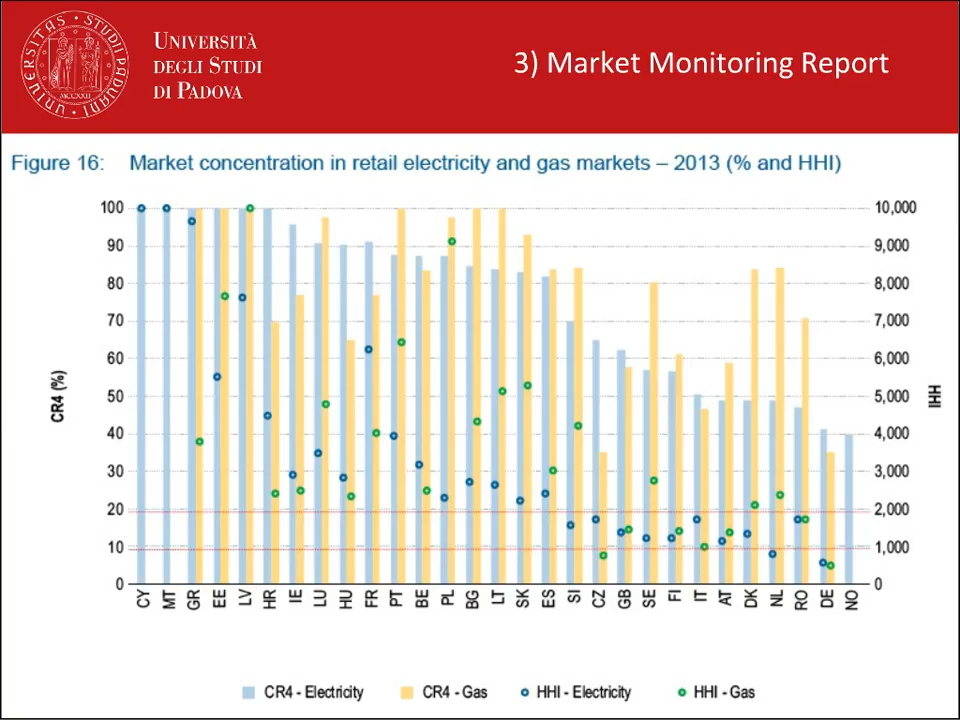 UNIVERSITAS STUDII PADUANI
MCCXXII
UNIVERSITÀ
DEGLI STUDI
DI PADOVA
3) Market Monitoring Report
Figure 16: Market concentration in retail electricity and gas markets – 2013 (% and HHI)
100 10,000
90 9,000
80 8,000
70 7,000
60 6,000
50 5,000
40 4,000
30 3,000
20 2,000
10 1,000
0 0
CR4 (%)
HHI
CY MT GR EE LV HR IE LU HU FR PT BE PL BG LT SK ES SI CZ GB SE FI IT AT DK NL RO DE NO
CR4 - Electricity CR4 - Gas HHI - Electricity HHI - Gas